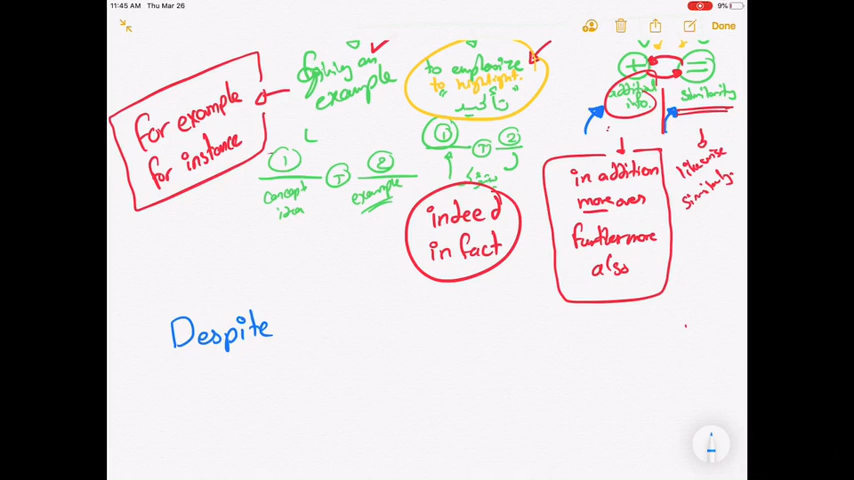 11:45 AM Thu Mar 26
9%
Done
Giving an
example
to emphasize
to highlight.
"تأكيد"
+
=
additional
info.
similarity
For example
for instance
1
T
2
concept
idea
example
1
T
2
indeed
in fact
in addition
more over
furthermore
also
likewise
similarly
Despite